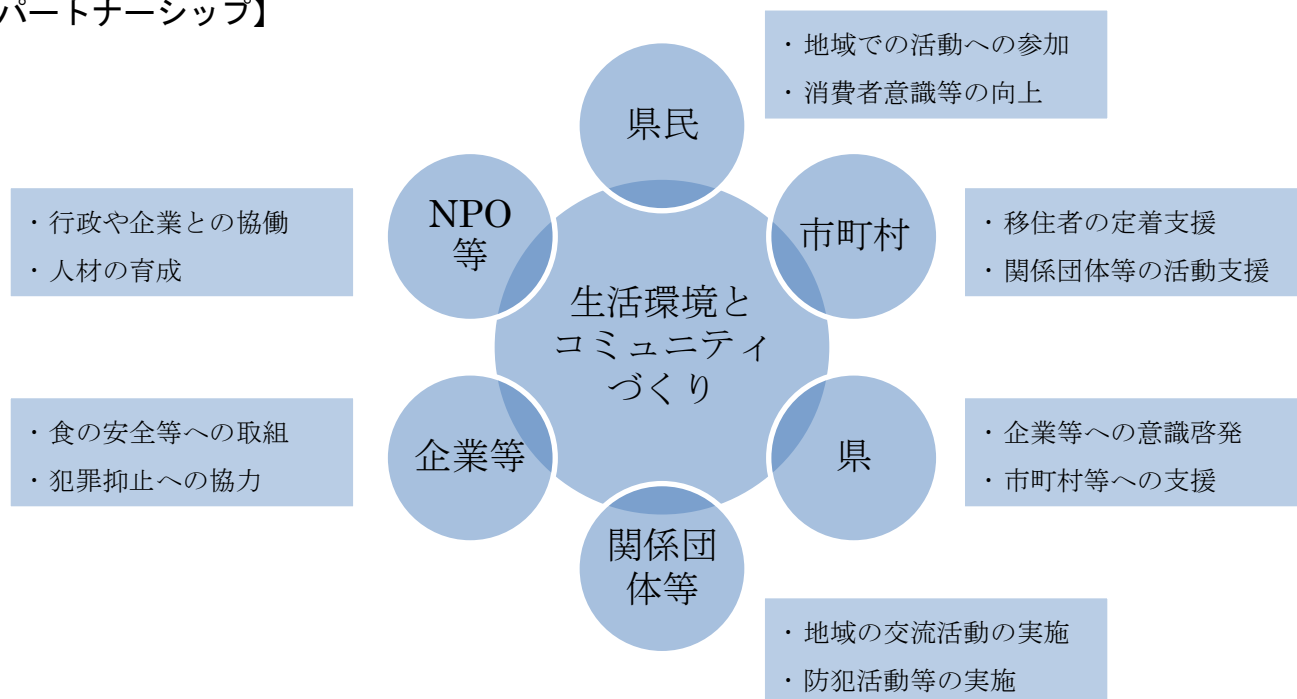 パートナーシップ】
・地域での活動への参加
・消費者意識等の向上
県民
NPO
等
・行政や企業との協働
・人材の育成
市町村
・移住者の定着支援
・関係団体等の活動支援
生活環境と
コミュニティ
づくり
企業等
・食の安全等への取組
・犯罪抑止への協力
県
・企業等への意識啓発
・市町村等への支援
関係団
体等
・地域の交流活動の実施
・防犯活動等の実施